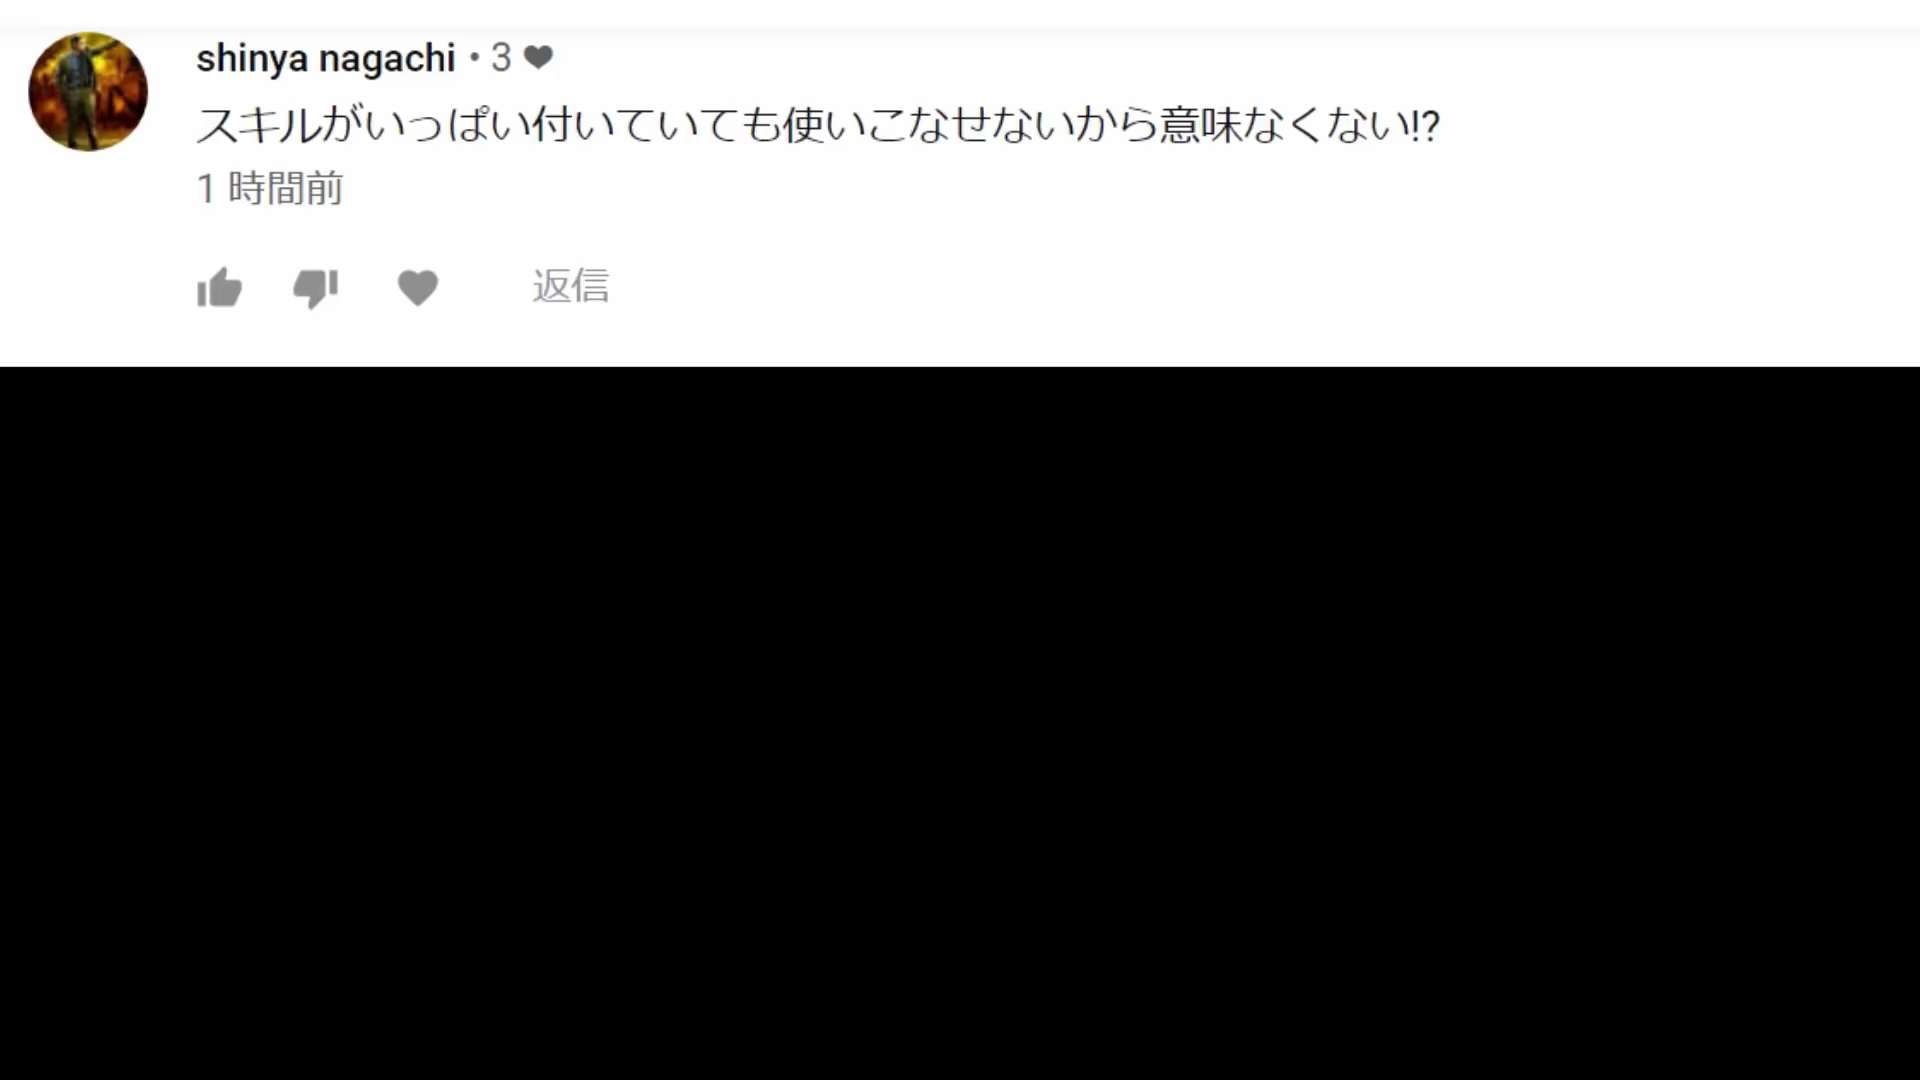 shinya nagachi • 3
スキルがいっぱい付いていても使いこなせないから意味なくない!?
1 時間前
返信